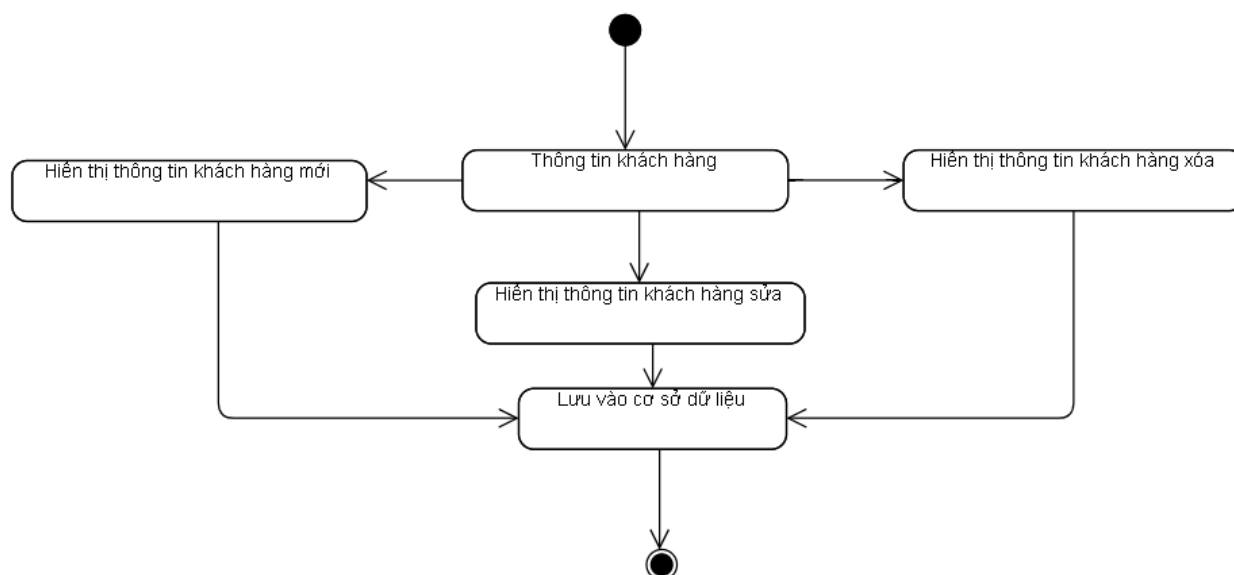 Thông tin khách hàng
Hiển thị thông tin khách hàng mới
Hiển thị thông tin khách hàng xóa
Hiển thị thông tin khách hàng sửa
Lưu vào cơ sở dữ liệu